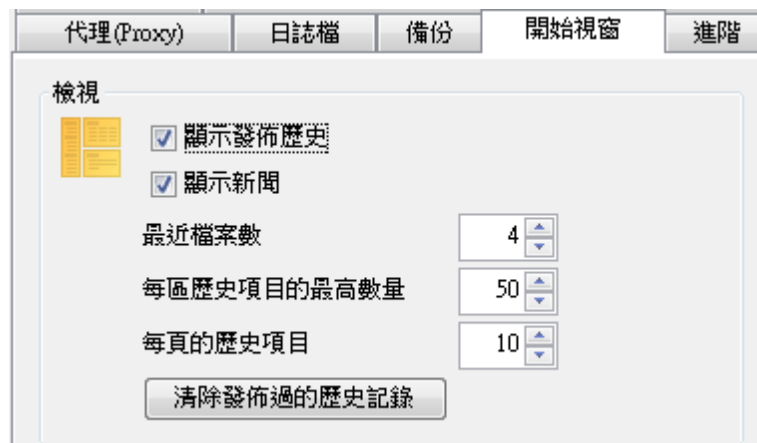 代理(Proxy) 日誌檔 備份 開始視窗 進階
檢視
顯示發佈歷史
顯示新聞
最近檔案數 4
每區歷史項目的最高數量 50
每頁的歷史項目 10
清除發佈過的歷史記錄